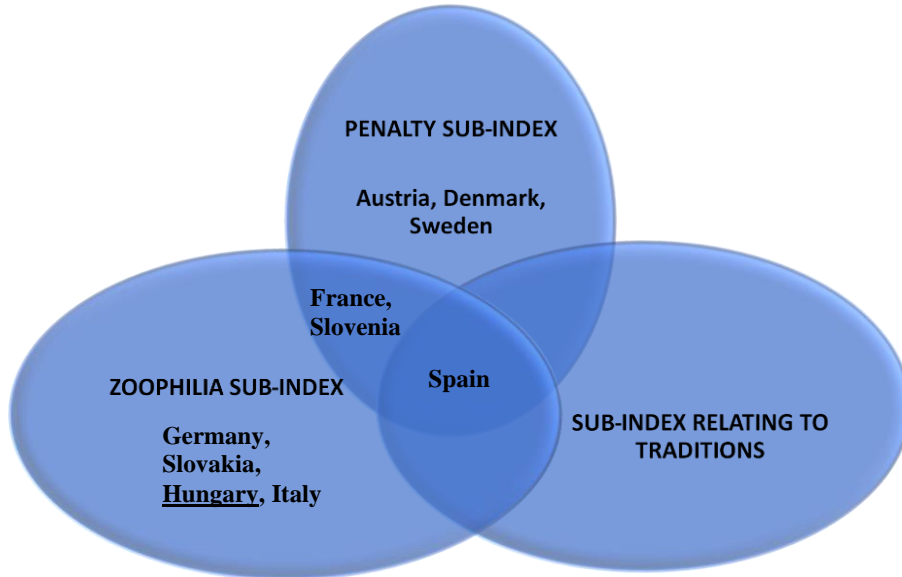 PENALTY SUB-INDEX
Austria, Denmark,
Sweden
France,
Slovenia
Spain
ZOOPHILIA SUB-INDEX
Germany,
Slovakia,
Hungary, Italy
SUB-INDEX RELATING TO
TRADITIONS